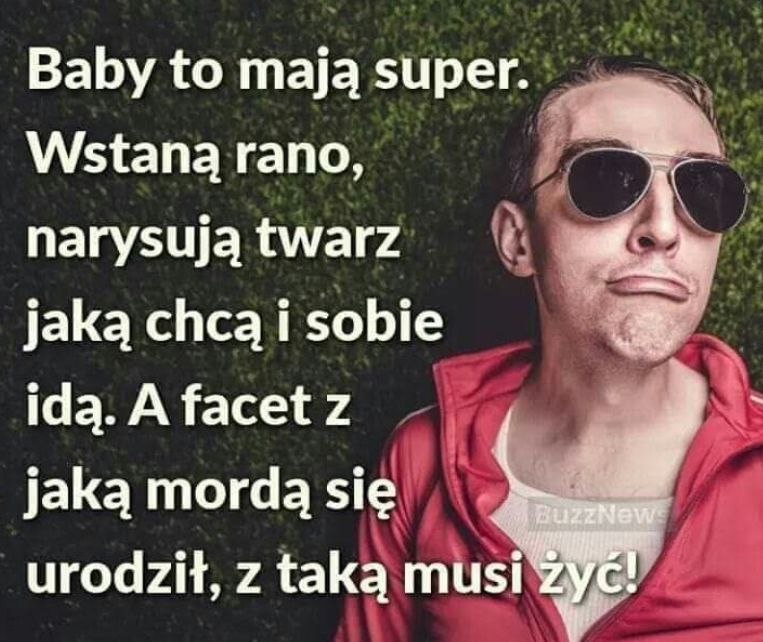 Baby to mają super.
Wstaną rano,
narysują twarz
jaką chcą i sobie
idą. A facet z
jaką mordą się
urodził, z taką musi żyć!
BuzzNews